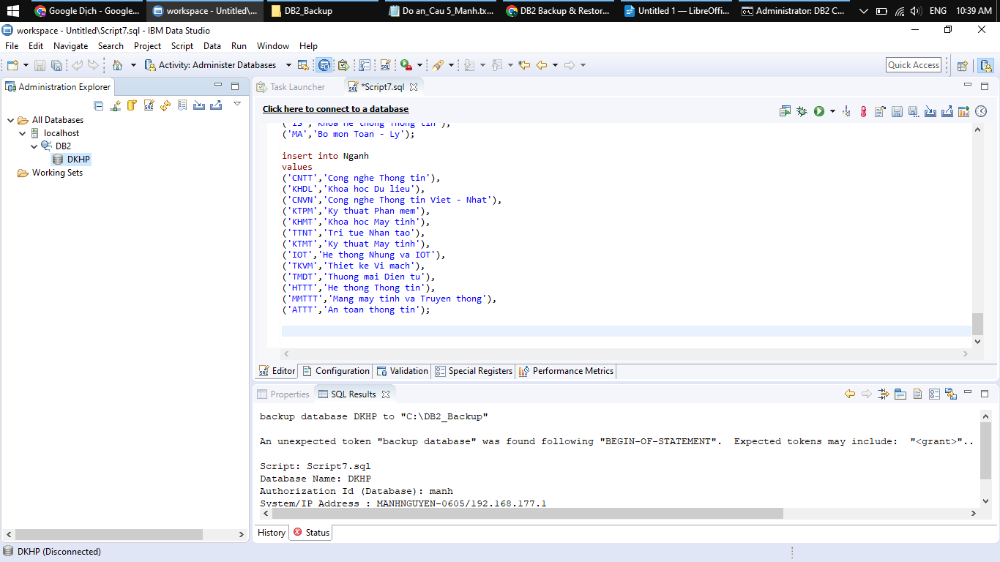 Google Dịch - Google...
workspace - Untitled\...
DB2_Backup
Do an_Cau 5_Manh.tx...
DB2 Backup & Restor...
Untitled 1 — LibreOffi...
Administrator: DB2 C...
ENG
10:39 AM
workspace - Untitled\Script7.sql - IBM Data Studio
File Edit Navigate Search Project Script Data Run Window Help
Activity: Administer Databases
Quick Access
Administration Explorer
All Databases
localhost
DB2
DKHP
Working Sets
Task Launcher
*Script7.sql
Click here to connect to a database
('IS','Khoa He thong Thong tin'),
('MA','Bo mon Toan - Ly');
insert into Nganh
values
('CNTT','Cong nghe Thong tin'),
('KHDL','Khoa hoc Du lieu'),
('CNVN','Cong nghe Thong tin Viet - Nhat'),
('KTPM','Ky thuat Phan mem'),
('KHMT','Khoa hoc May tinh'),
('TTNT','Tri tue Nhan tao'),
('KTMT','Ky thuat May tinh'),
('IOT','He thong Nhung va IOT'),
('TKVM','Thiet ke Vi mach'),
('TMDT','Thuong mai Dien tu'),
('HTTT','He thong Thong tin'),
('MMTTT','Mang may tinh va Truyen thong'),
('ATTT','An toan thong tin');
Editor
Configuration
Validation
Special Registers
Performance Metrics
Properties
SQL Results
backup database DKHP to "C:\DB2_Backup"
An unexpected token "backup database" was found following "BEGIN-OF-STATEMENT".  Expected tokens may include:  "<grant>"..
Script: Script7.sql
Database Name: DKHP
Authorization Id (Database): manh
System/IP Address : MANHNGUYEN-0605/192.168.177.1
History
Status
DKHP (Disconnected)